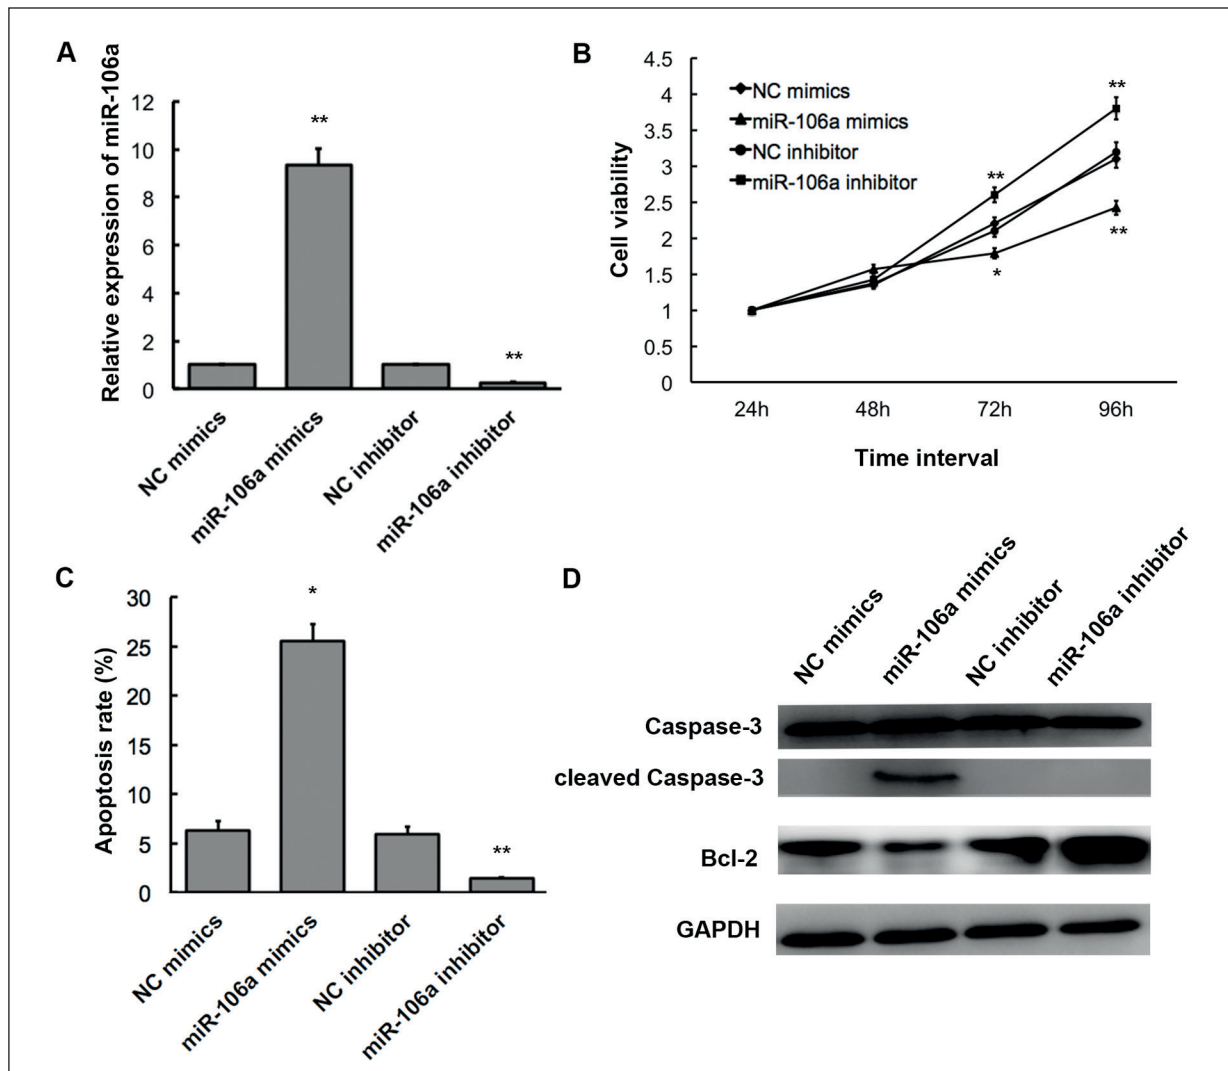 A
Relative expression of miR-106a
12
10
8
6
4
2
0
**
**
NC mimics
miR-106a mimics
NC inhibitor
miR-106a inhibitor
B
Cell viability
4.5
4
3.5
3
2.5
2
1.5
1
0.5
0
NC mimics
miR-106a mimics
NC inhibitor
miR-106a inhibitor
**
**
*
**
24h
48h
72h
96h
Time interval
C
Apoptosis rate (%)
30
25
20
15
10
5
0
*
**
NC mimics
miR-106a mimics
NC inhibitor
miR-106a inhibitor
D
NC mimics
miR-106a mimics
NC inhibitor
miR-106a inhibitor
Caspase-3
cleaved Caspase-3
Bcl-2
GAPDH